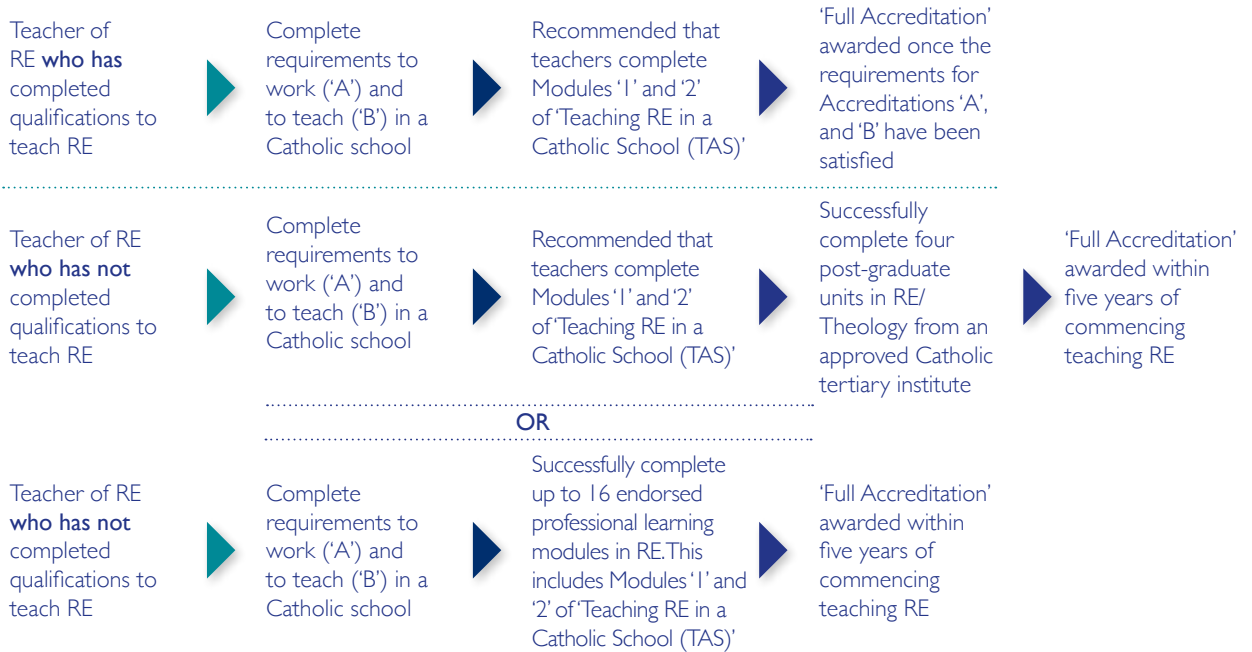 Teacher of
RE who has
completed
qualifications to
teach RE
Complete
requirements to
work (‘A’) and
to teach (‘B’) in a
Catholic school
Recommended that
teachers complete
Modules ‘1’ and ‘2’
of ‘Teaching RE in a
Catholic School (TAS)’
‘Full Accreditation’
awarded once the
requirements for
Accreditations ‘A’,
and ‘B’ have been
satisfied
Teacher of RE
who has not
completed
qualifications to
teach RE
Complete
requirements to
work (‘A’) and
to teach (‘B’) in a
Catholic school
Recommended that
teachers complete
Modules ‘1’ and ‘2’
of ‘Teaching RE in a
Catholic School (TAS)’
Successfully
complete four
post-graduate
units in RE/
Theology from an
approved Catholic
tertiary institute
‘Full Accreditation’
awarded within
five years of
commencing
teaching RE
OR
Teacher of RE
who has not
completed
qualifications to
teach RE
Complete
requirements to
work (‘A’) and
to teach (‘B’) in a
Catholic school
Successfully complete
up to 16 endorsed
professional learning
modules in RE. This
includes Modules ‘1’ and
‘2’ of ‘Teaching RE in a
Catholic School (TAS)’
‘Full Accreditation’
awarded within
five years of
commencing
teaching RE